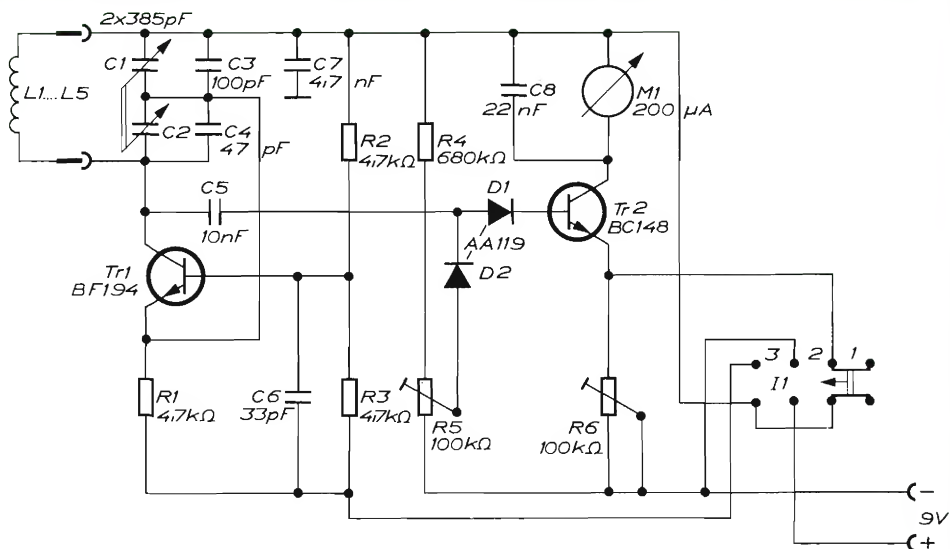 2x385pF
C1
C3
100pF
C7
4,7 nF
L1....L5
C2
C4
47 pF
R2
4,7kΩ
R4
680kΩ
C8
22 nF
M1
200 µA
C5
10nF
D1
Tr2
BC148
AA119
D2
Tr1
BF194
3 2 1
I1
R1
4,7kΩ
C6
33pF
R3
47kΩ
R5
100kΩ
R6
100kΩ
−
9V
+